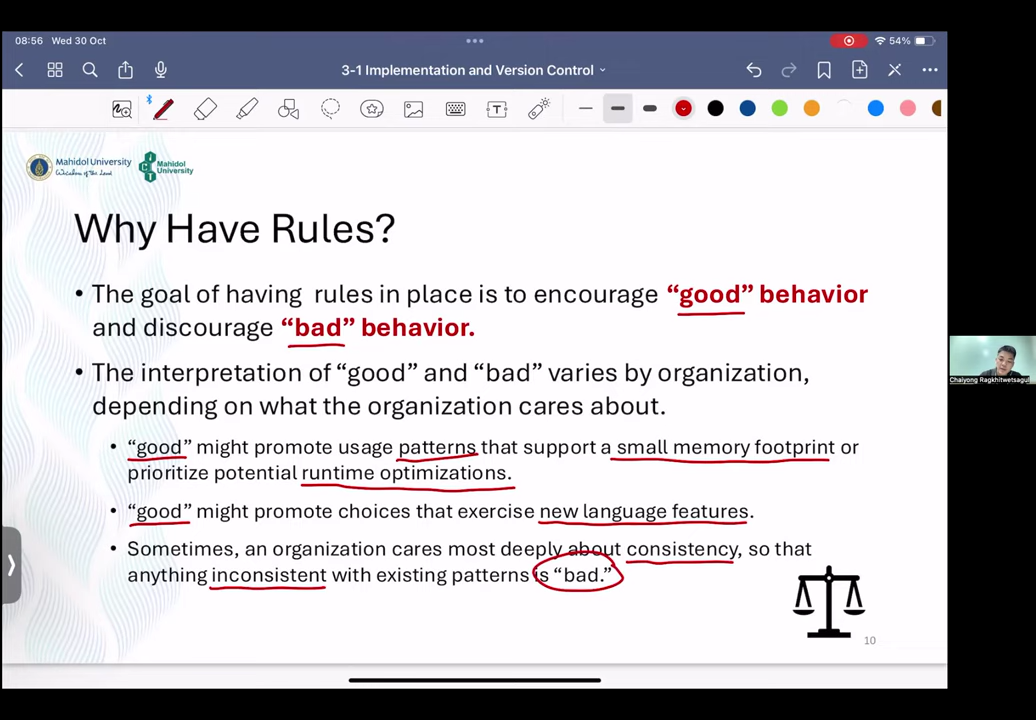 08:56 Wed 30 Oct
54%
3-1 Implementation and Version Control
T
Mahidol University
Wisdom of the Land
Mahidol
University
ICT
Why Have Rules?
• The goal of having rules in place is to encourage “good” behavior
and discourage “bad” behavior.
• The interpretation of “good” and “bad” varies by organization,
depending on what the organization cares about.
• “good” might promote usage patterns that support a small memory footprint or
prioritize potential runtime optimizations.
• “good” might promote choices that exercise new language features.
• Sometimes, an organization cares most deeply about consistency, so that
anything inconsistent with existing patterns is “bad.”
10
Chaiyong Ragkhitwetsagul